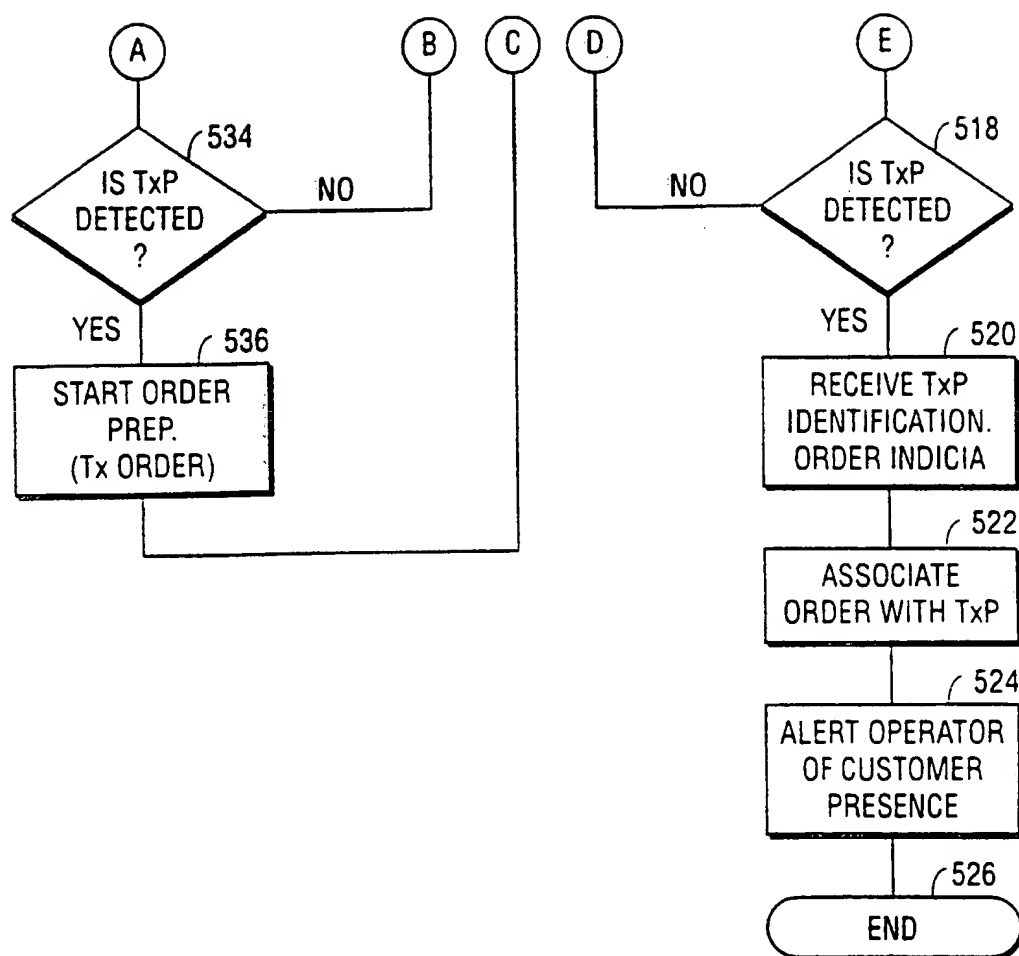 A
B
C
D
E
534
IS TxP
DETECTED
?
NO
YES
536
START ORDER
PREP.
(Tx ORDER)
518
IS TxP
DETECTED
?
NO
YES
520
RECEIVE TxP
IDENTIFICATION.
ORDER INDICIA
522
ASSOCIATE
ORDER WITH TxP
524
ALERT OPERATOR
OF CUSTOMER
PRESENCE
526
END